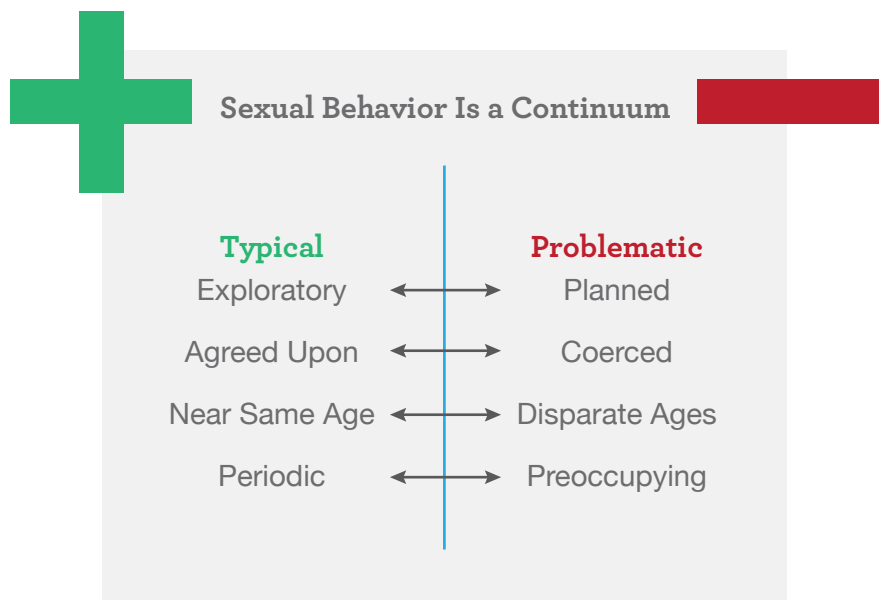 Sexual Behavior Is a Continuum
Typical Problematic
Exploratory Planned
Agreed Upon Coerced
Near Same Age Disparate Ages
Periodic Preoccupying